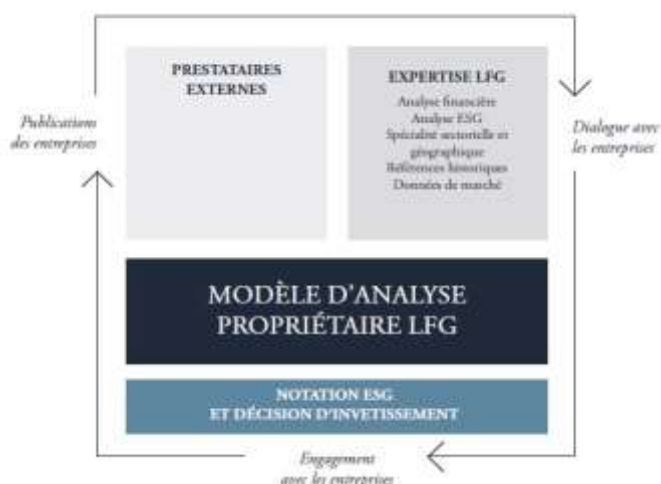 PRESTATAIRES
EXTERNES
EXPERTISE LFG
Analyse financière
Analyse ESG
Spécialité sectorielle et
géographique
Références historiques
Données de marché
Publications
des entreprises
Dialogue avec
les entreprises
MODÈLE D'ANALYSE
PROPRIÉTAIRE LFG
NOTATION ESG
ET DÉCISION D'INVETISSEMENT
Engagement
avec les entreprises